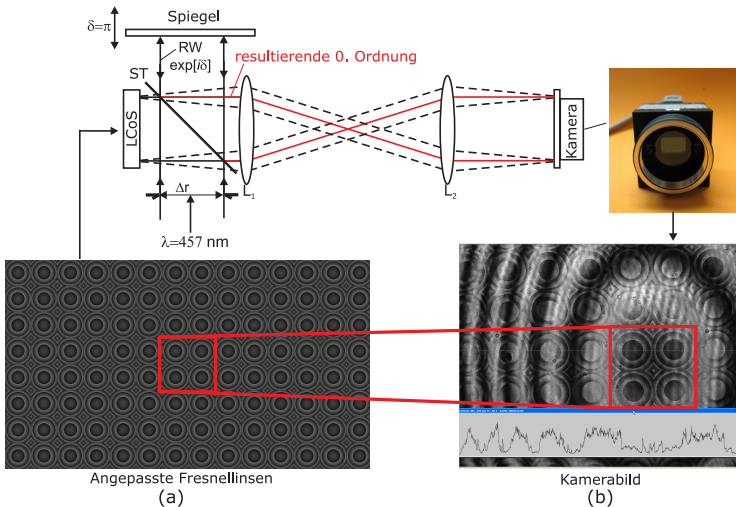 Spiegel
δ=π
RW
exp[iδ]
resultierende 0. Ordnung
ST
LCoS
Kamera
L1
L2
Δr
λ=457 nm
Angepasste Fresnellinsen
(a)
Kamerabild
(b)